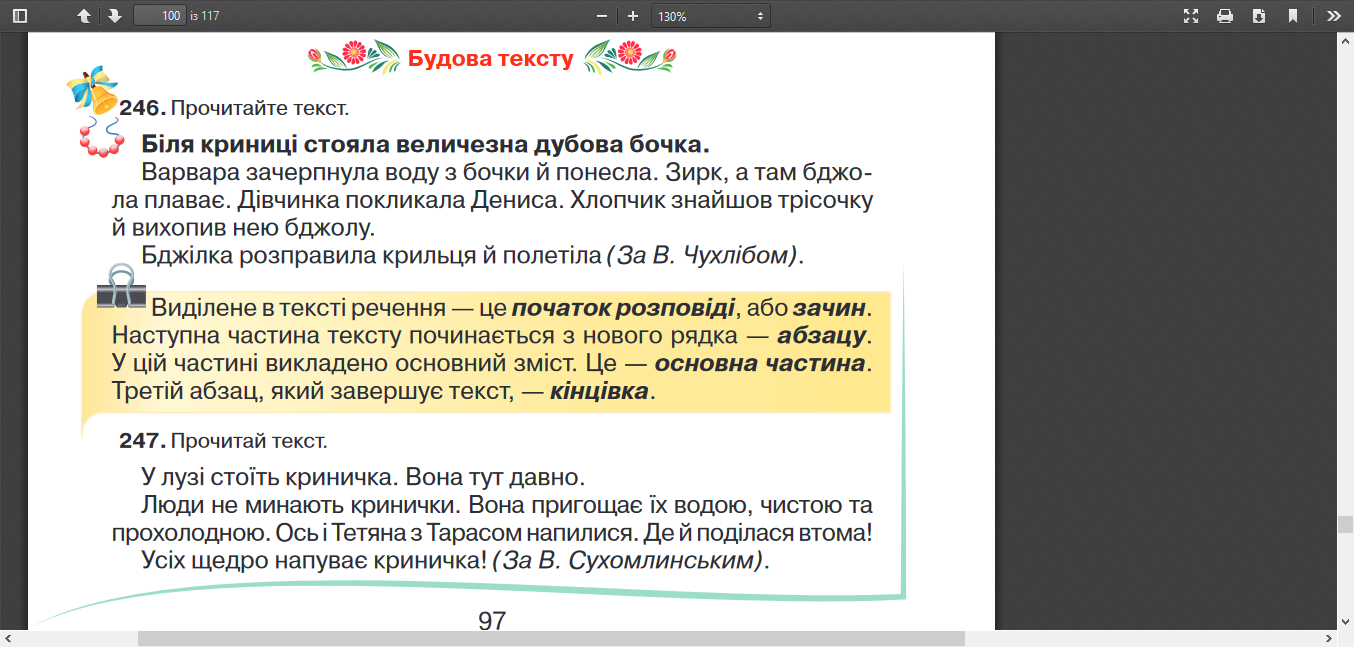 100 із 117
130%
Будова тексту
246. Прочитайте текст.
Біля криниці стояла величезна дубова бочка.
Варвара зачерпнула воду з бочки й понесла. Зирк, а там бджо-
ла плаває. Дівчинка покликала Дениса. Хлопчик знайшов трісочку
й вихопив нею бджолу.
Бджілка розправила крильця й полетіла (За В. Чухлібом).
Виділене в тексті речення — це початок розповіді, або зачин.
Наступна частина тексту починається з нового рядка — абзацу.
У цій частині викладено основний зміст. Це — основна частина.
Третій абзац, який завершує текст, — кінцівка.
247. Прочитай текст.
У лузі стоїть криничка. Вона тут давно.
Люди не минають кринички. Вона пригощає їх водою, чистою та
прохолодною. Ось і Тетяна з Тарасом напилися. Де й поділася втома!
Усіх щедро напуває криничка! (За В. Сухомлинським).
97